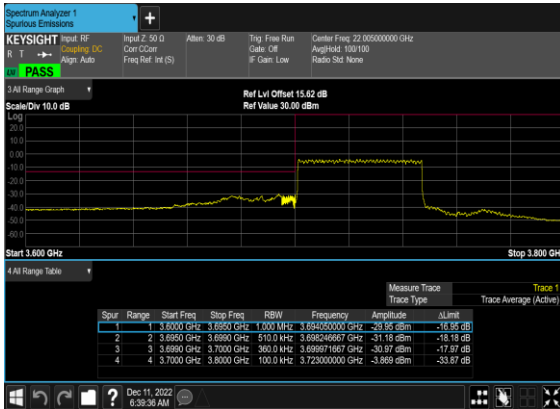 Spectrum Analyzer 1
Spurious Emissions
+
KEYSIGHT Input: RF Input Z: 50 Ω Atten: 30 dB Trig: Free Run Center Freq: 22.005000000 GHz
R T Coupling: DC Corr CCorr Gate: Off Avg|Hold: 100/100
Align: Auto Freq Ref: Int (S) IF Gain: Low Radio Std: None
PASS
3 All Range Graph
Ref Lvl Offset 15.62 dB
Scale/Div 10.0 dB Ref Value 30.00 dBm
Log
20.0
10.0
0.00
-10.0
-20.0
-30.0
-40.0
-50.0
-60.0
Start 3.600 GHz Stop 3.800 GH
4 All Range Table
Measure Trace Trace 1
Trace Type Trace Average (Active)
Spur Range Start Freq Stop Freq RBW Frequency Amplitude ΔLimit
1 1 3.6000 GHz 3.6950 GHz 1.000 MHz 3.694050000 GHz -29.95 dBm -16.95 dB
2 2 3.6950 GHz 3.6990 GHz 510.0 kHz 3.698246667 GHz -31.18 dBm -18.18 dB
3 3 3.6990 GHz 3.7000 GHz 360.0 kHz 3.699971667 GHz -30.97 dBm -17.97 dB
4 4 3.7000 GHz 3.8000 GHz 100.0 kHz 3.723000000 GHz -3.869 dBm -33.87 dB
? Dec 11, 2022
6:39:36 AM